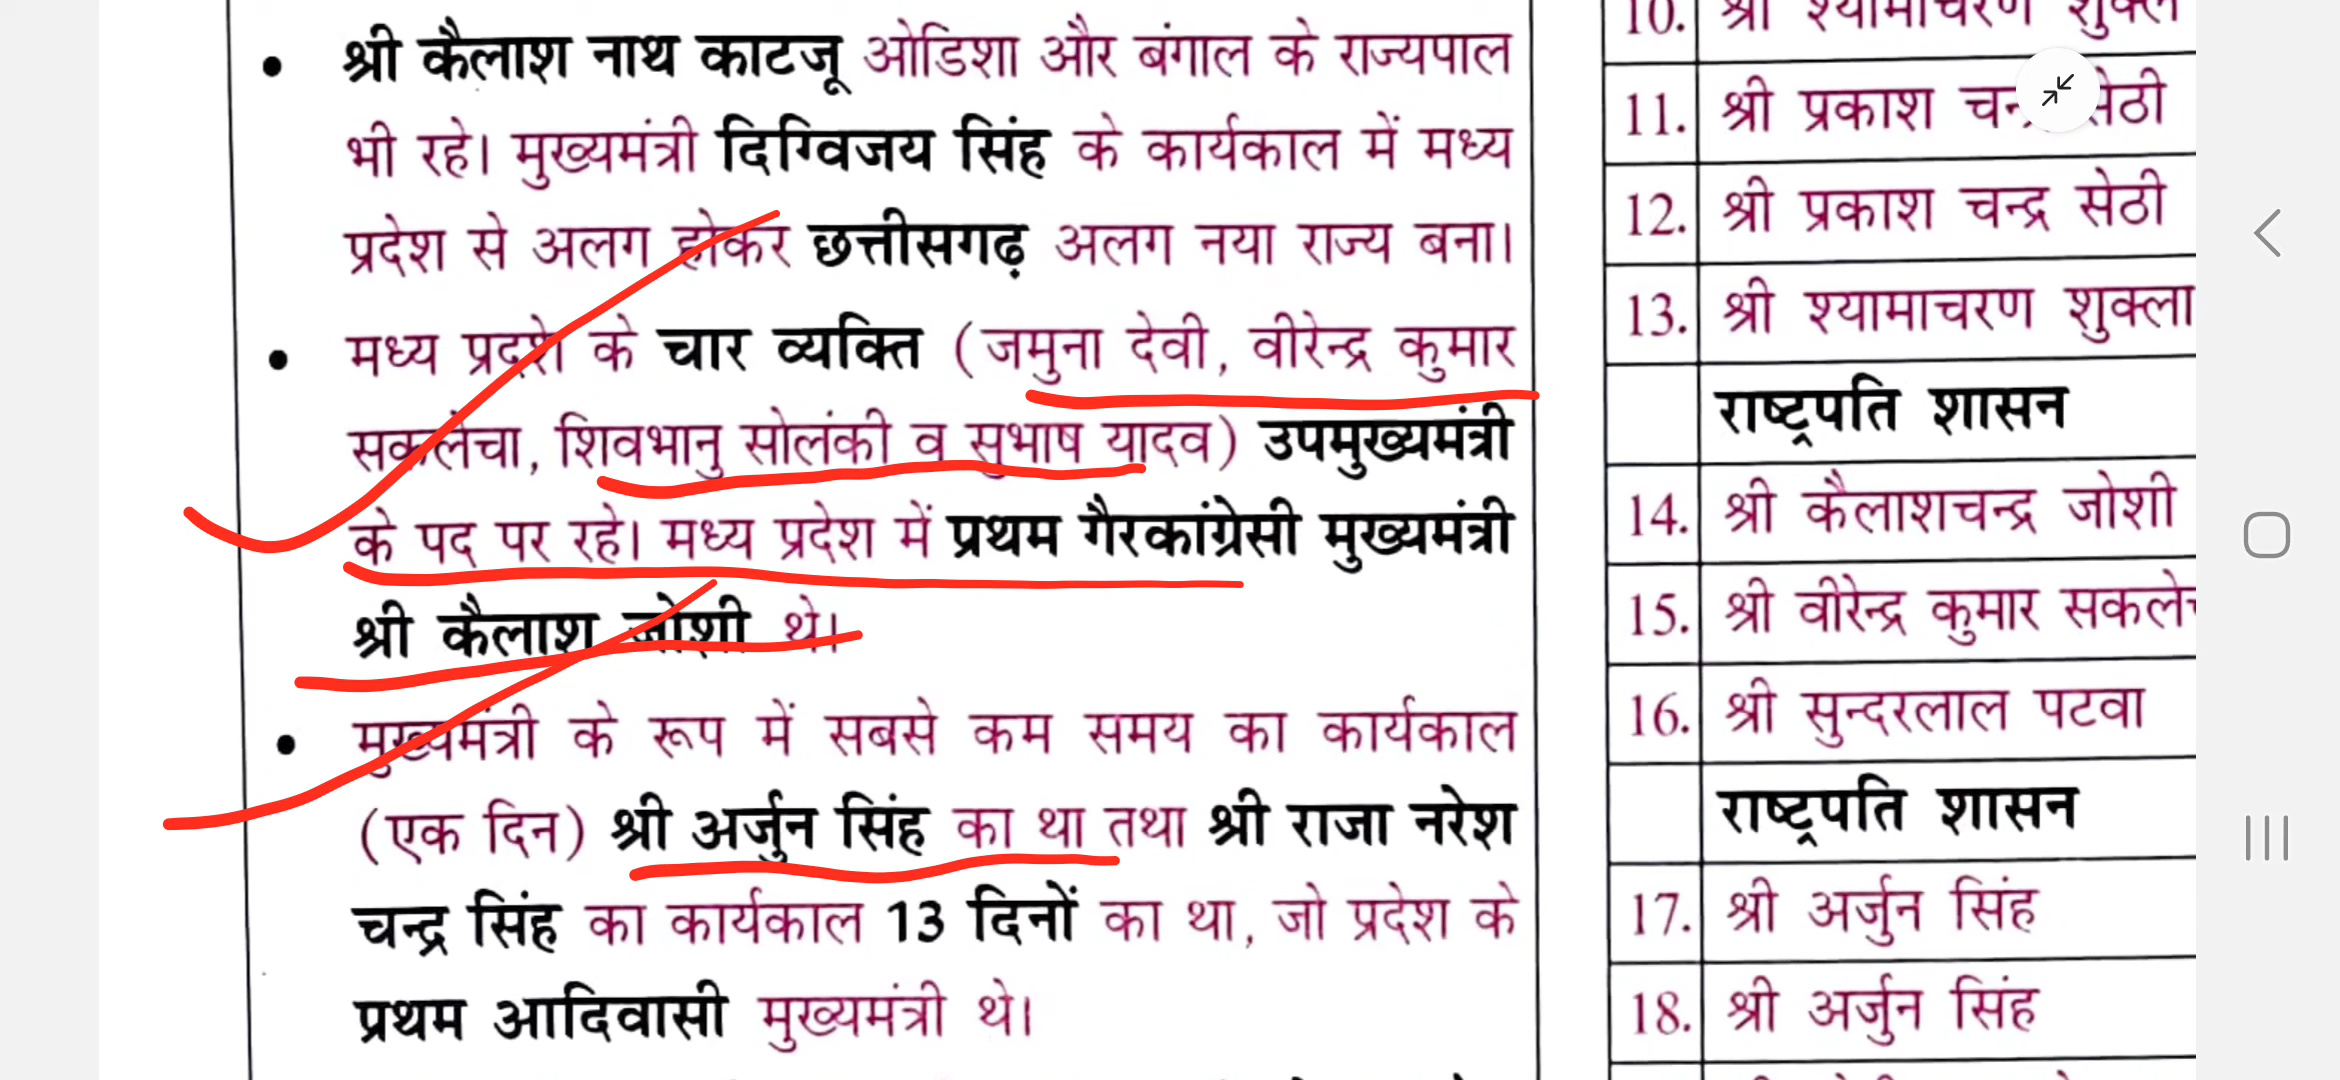 • श्री कैलाश नाथ काटजू ओडिशा और बंगाल के राज्यपाल
भी रहे। मुख्यमंत्री दिग्विजय सिंह के कार्यकाल में मध्य
प्रदेश से अलग होकर छत्तीसगढ़ अलग नया राज्य बना।
• मध्य प्रदेश के चार व्यक्ति (जमुना देवी, वीरेन्द्र कुमार
सकलेचा, शिवभानु सोलंकी व सुभाष यादव) उपमुख्यमंत्री
के पद पर रहे। मध्य प्रदेश में प्रथम गैरकांग्रेसी मुख्यमंत्री
श्री कैलाश जोशी थे।
• मुख्यमंत्री के रूप में सबसे कम समय का कार्यकाल
(एक दिन) श्री अर्जुन सिंह का था तथा श्री राजा नरेश
चन्द्र सिंह का कार्यकाल 13 दिनों का था, जो प्रदेश के
प्रथम आदिवासी मुख्यमंत्री थे।
10. श्री श्यामाचरण
11. श्री प्रकाश सेठी
12. श्री प्रकाश चन्द्र सेठी
13. श्री श्यामाचरण शुक्ला
राष्ट्रपति शासन
14. श्री कैलाशचन्द्र जोशी
15. श्री वीरेन्द्र कुमार
16. श्री सुन्दरलाल पटवा
राष्ट्रपति शासन
17. श्री अर्जुन सिंह
18. श्री अर्जुन सिंह